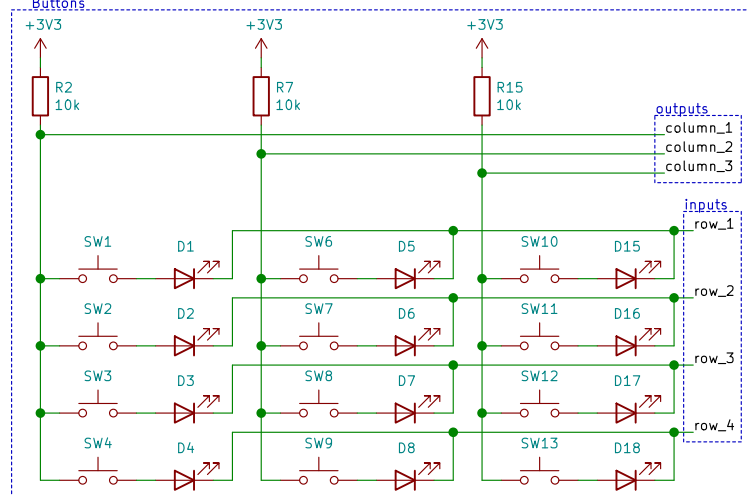 Buttons
+3V3 +3V3 +3V3
R2 R7 R15
10k 10k 10k
outputs
column_1
column_2
column_3
inputs
row_1
SW1 D1 SW6 D5 SW10 D15
row_2
SW2 D2 SW7 D6 SW11 D16
row_3
SW3 D3 SW8 D7 SW12 D17
row_4
SW4 D4 SW9 D8 SW13 D18